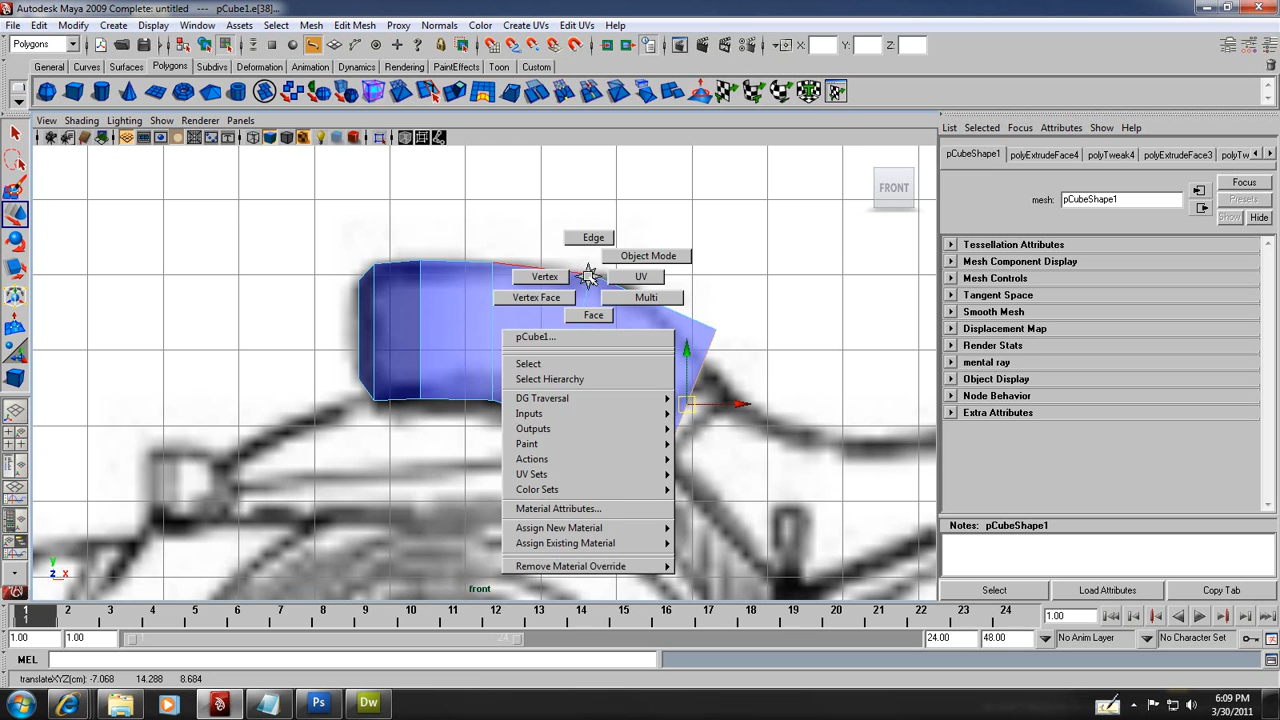 Autodesk Maya 2009 Complete: untitled --- pCube1.e[38]...
File Edit Modify Create Display Window Assets Select Mesh Edit Mesh Proxy Normals Color Create UVs Edit UVs Help
Polygons X: Y: Z:
General Curves Surfaces Polygons Subdivs Deformation Animation Dynamics Rendering PaintEffects Toon Custom
View Shading Lighting Show Renderer Panels
List Selected Focus Attributes Show Help
pCubeShape1 polyExtrudeFace4 polyTweak4 polyExtrudeFace3 polyTw
FRONT
mesh: pCubeShape1
Focus
Presets
Show Hide
Edge
Object Mode
Vertex UV
Vertex Face Multi
Face
pCube1...
Select
Select Hierarchy
DG Traversal
Inputs
Outputs
Paint
Actions
UV Sets
Color Sets
Material Attributes...
Assign New Material
Assign Existing Material
Remove Material Override
Tessellation Attributes
Mesh Component Display
Mesh Controls
Tangent Space
Smooth Mesh
Displacement Map
Render Stats
mental ray
Object Display
Node Behavior
Extra Attributes
Notes: pCubeShape1
y
z x
front
Select Load Attributes Copy Tab
1 2 3 4 5 6 7 8 9 10 11 12 13 14 15 16 17 18 19 20 21 22 23 24
1
1.00
1.00 1.00 1 24 24.00 48.00 No Anim Layer No Character Set
MEL
translateXYZ(cm): -7.068 14.288 8.684
Ps Dw
6:09 PM
3/30/2011